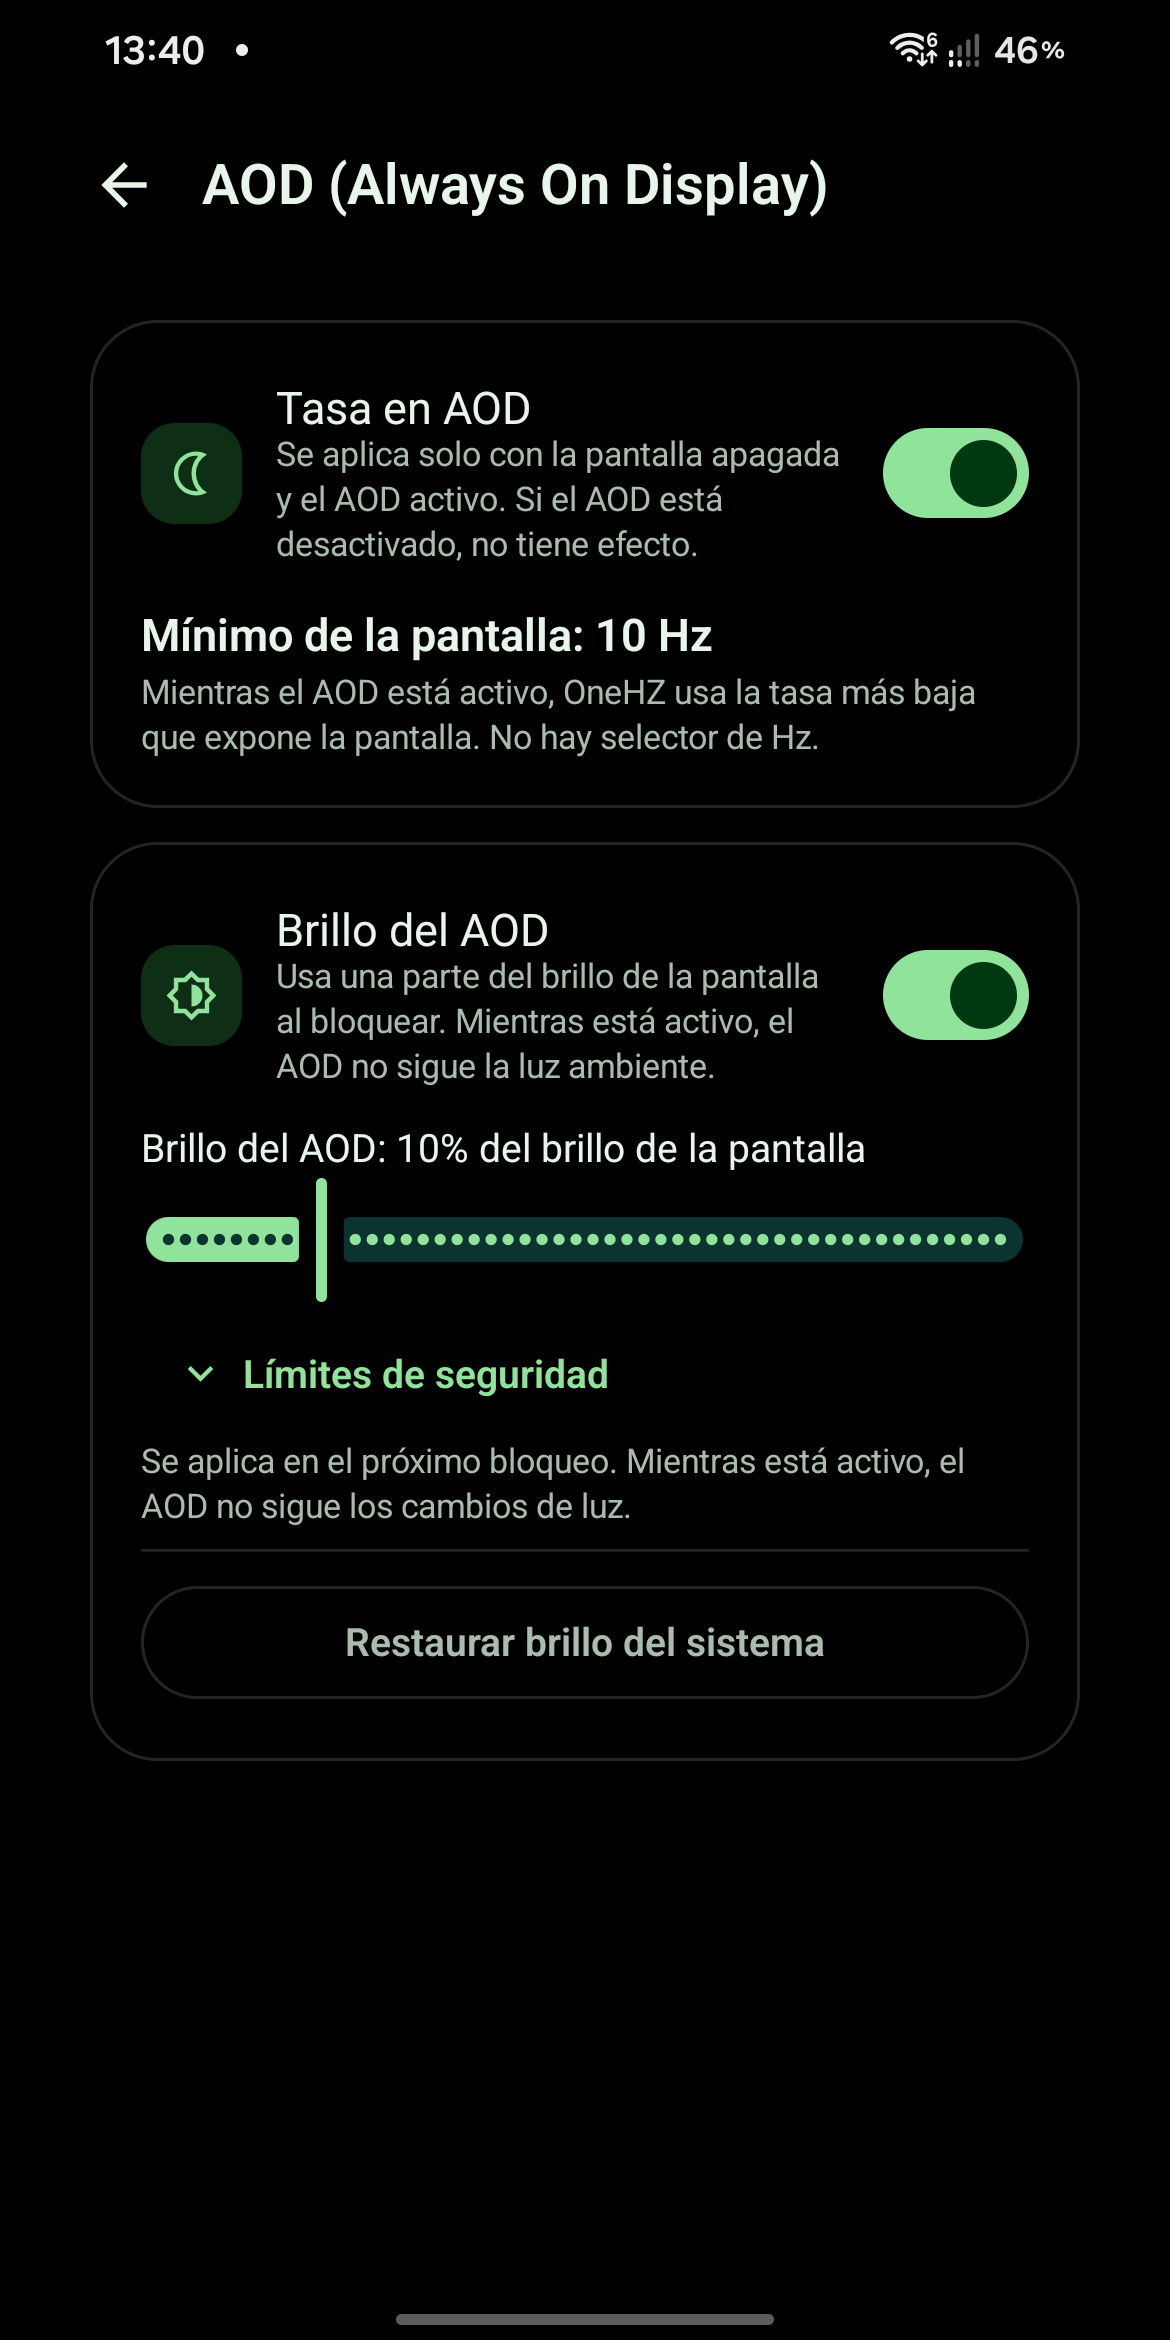 13:40
6
46%
AOD (Always On Display)
Tasa en AOD
Se aplica solo con la pantalla apagada
y el AOD activo. Si el AOD está
desactivado, no tiene efecto.
Mínimo de la pantalla: 10 Hz
Mientras el AOD está activo, OneHZ usa la tasa más baja
que expone la pantalla. No hay selector de Hz.
Brillo del AOD
Usa una parte del brillo de la pantalla
al bloquear. Mientras está activo, el
AOD no sigue la luz ambiente.
Brillo del AOD: 10% del brillo de la pantalla
Límites de seguridad
Se aplica en el próximo bloqueo. Mientras está activo, el
AOD no sigue los cambios de luz.
Restaurar brillo del sistema